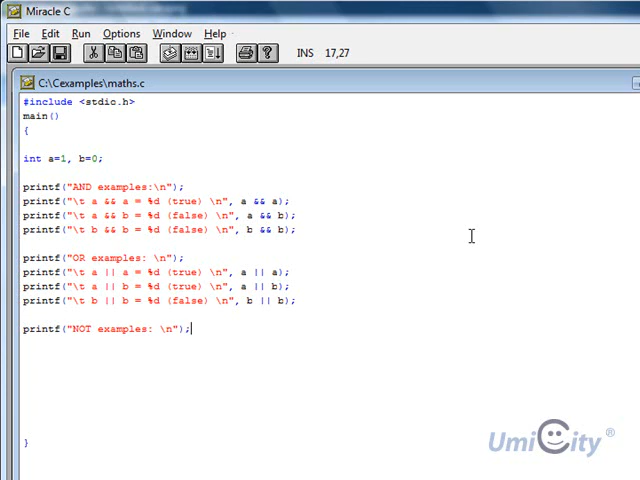 Miracle C
File Edit Run Options Window Help
INS 17,27
C:\Cexamples\maths.c
#include <stdio.h>
main()
{
int a=1, b=0;
printf("AND examples:\n");
printf("\t a && a = %d (true) \n", a && a);
printf("\t a && b = %d (false) \n", a && b);
printf("\t b && b = %d (false) \n", b && b);
printf("OR examples: \n");
printf("\t a || a = %d (true) \n", a || a);
printf("\t a || b = %d (true) \n", a || b);
printf("\t b || b = %d (false) \n", b || b);
printf("NOT examples: \n");
}
UmiCity ®